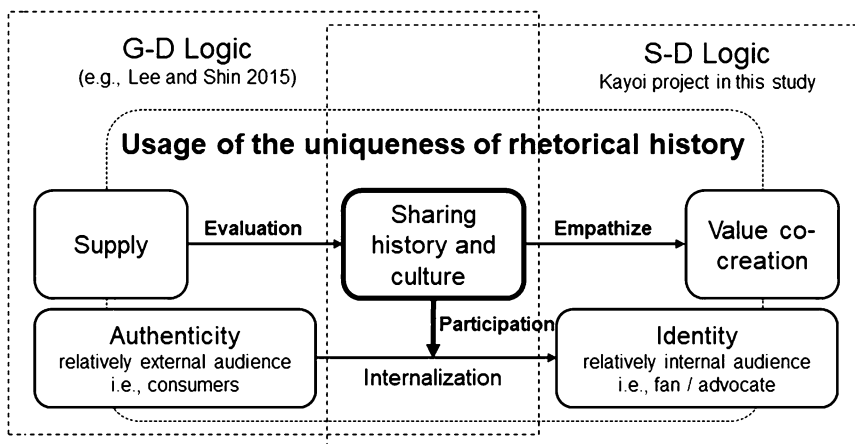 G-D Logic
(e.g., Lee and Shin 2015)
S-D Logic
Kayoi project in this study
Usage of the uniqueness of rhetorical history
Supply
Evaluation
Sharing
history and
culture
Empathize
Value co-
creation
Participation
Authenticity
relatively external audience
i.e., consumers
Internalization
Identity
relatively internal audience
i.e., fan / advocate